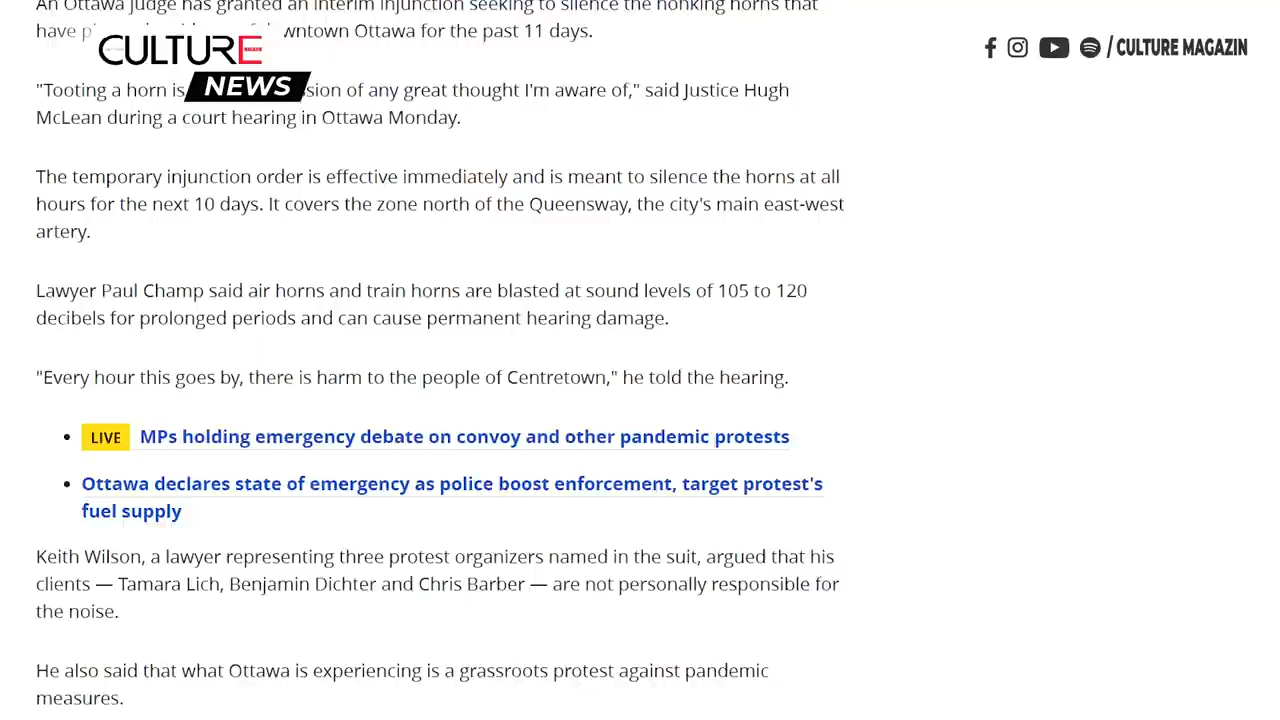 An Ottawa judge has granted an interim injunction seeking to silence the honking horns that
have downtown Ottawa for the past 11 days.
CULTURE
NEWS
/ CULTURE MAGAZIN
"Tooting a horn is sion of any great thought I'm aware of," said Justice Hugh
McLean during a court hearing in Ottawa Monday.
The temporary injunction order is effective immediately and is meant to silence the horns at all
hours for the next 10 days. It covers the zone north of the Queensway, the city's main east-west
artery.
Lawyer Paul Champ said air horns and train horns are blasted at sound levels of 105 to 120
decibels for prolonged periods and can cause permanent hearing damage.
"Every hour this goes by, there is harm to the people of Centretown," he told the hearing.
• LIVE MPs holding emergency debate on convoy and other pandemic protests
• Ottawa declares state of emergency as police boost enforcement, target protest's
fuel supply
Keith Wilson, a lawyer representing three protest organizers named in the suit, argued that his
clients — Tamara Lich, Benjamin Dichter and Chris Barber — are not personally responsible for
the noise.
He also said that what Ottawa is experiencing is a grassroots protest against pandemic
measures.